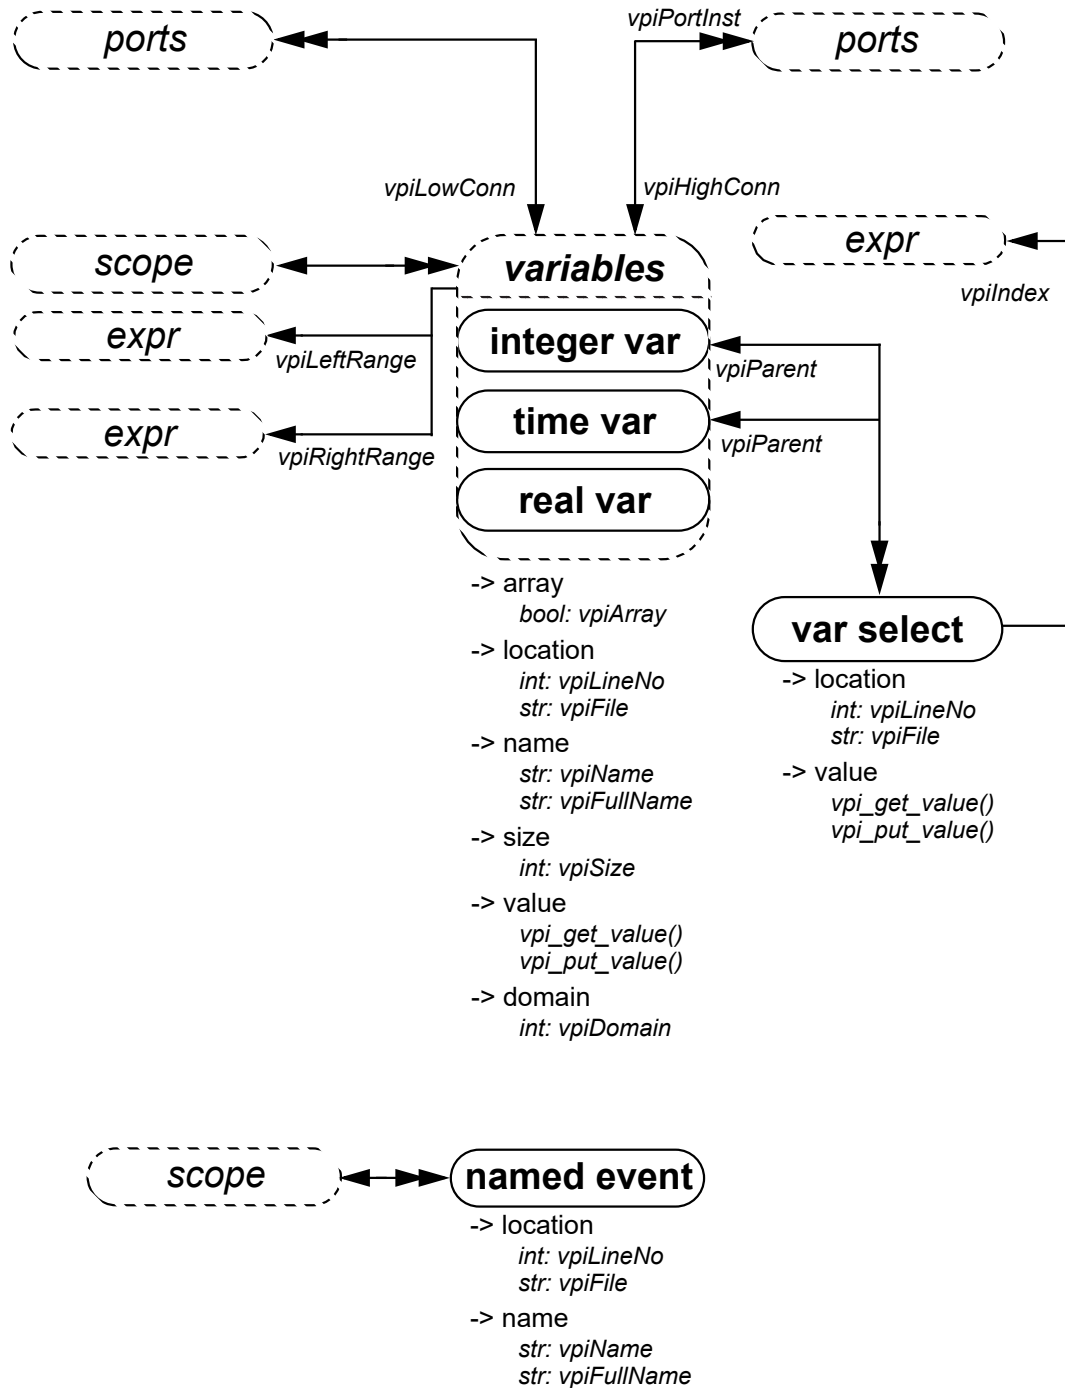 vpiPortInst
ports
ports
vpiLowConn
vpiHighConn
scope
variables
expr
vpiIndex
expr
vpiLeftRange
integer var
vpiParent
expr
vpiRightRange
time var
vpiParent
real var
-> array
bool: vpiArray
-> location
int: vpiLineNo
str: vpiFile
-> name
str: vpiName
str: vpiFullName
-> size
int: vpiSize
-> value
vpi_get_value()
vpi_put_value()
-> domain
int: vpiDomain
var select
-> location
int: vpiLineNo
str: vpiFile
-> value
vpi_get_value()
vpi_put_value()
scope
named event
-> location
int: vpiLineNo
str: vpiFile
-> name
str: vpiName
str: vpiFullName